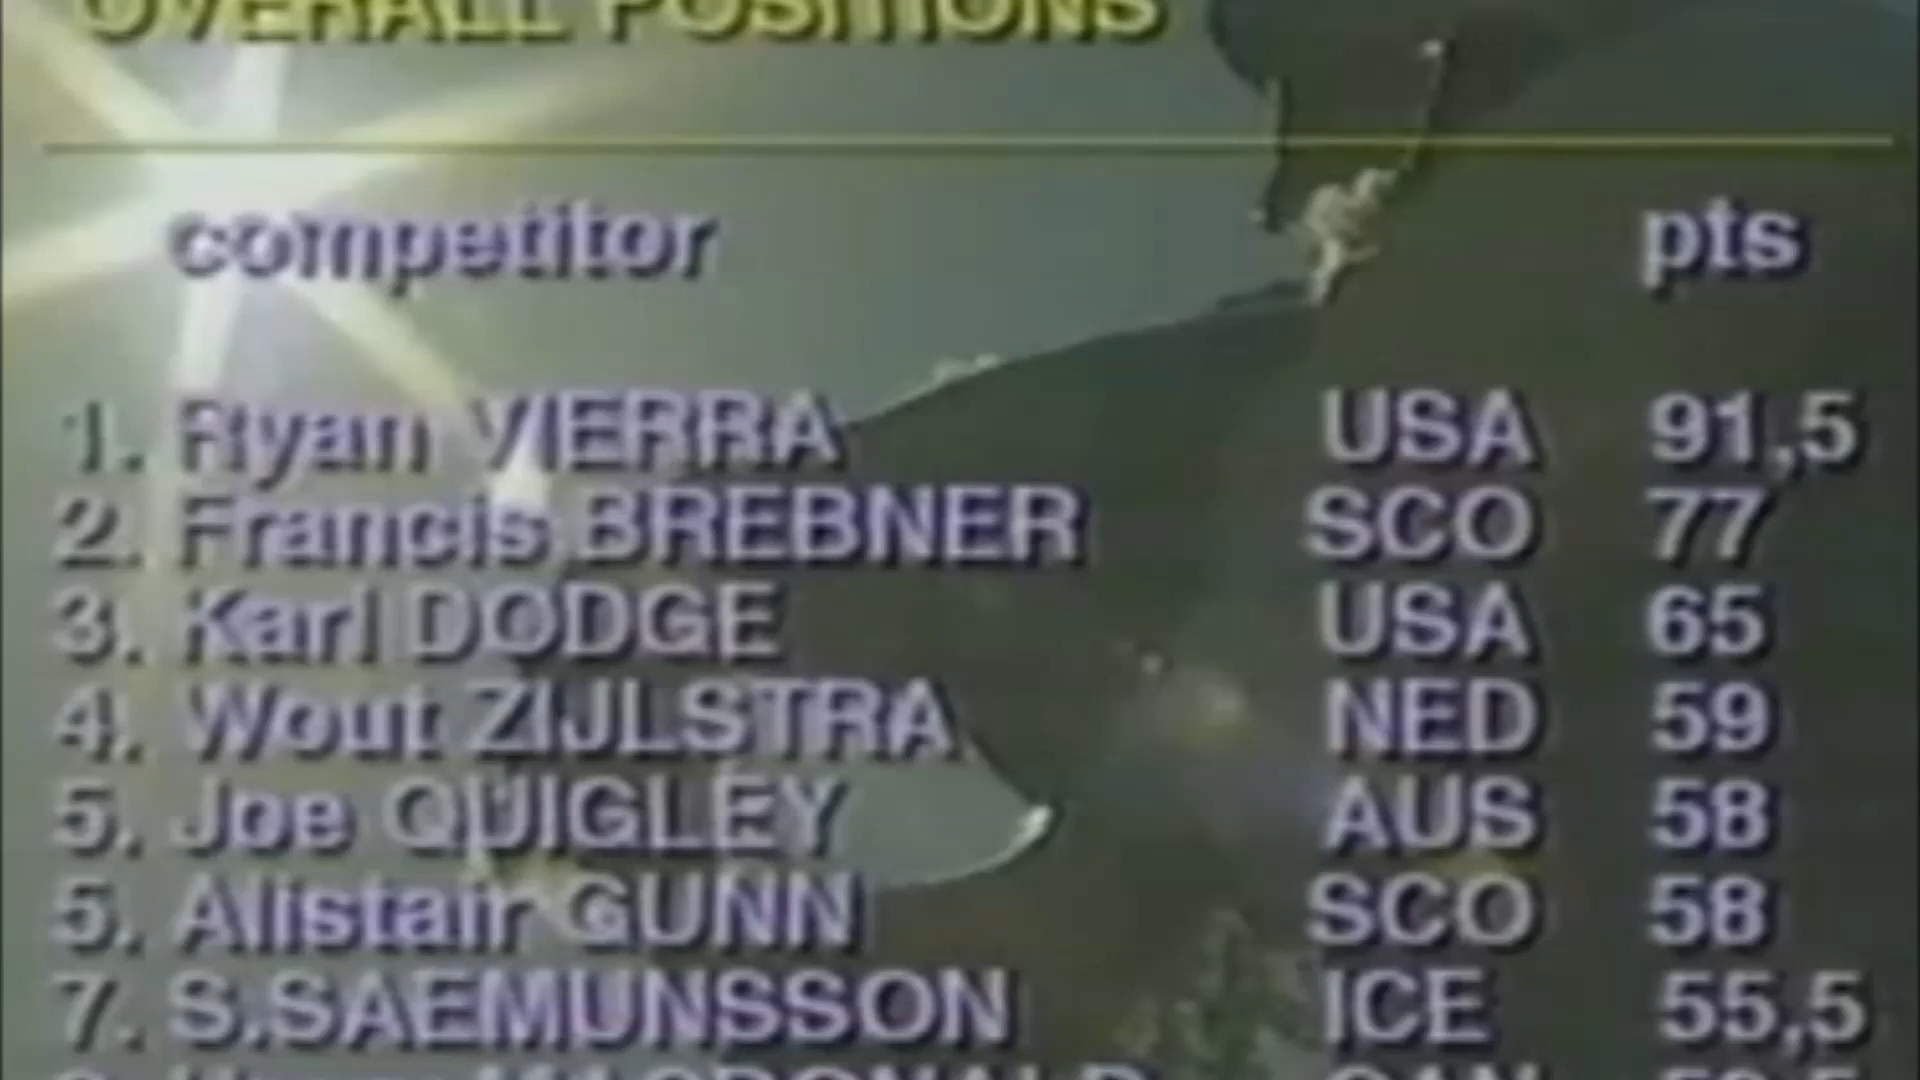 OVERALL POSITIONS
competitor pts
1. Ryan VIERRA USA 91,5
2. Francis BREBNER SCO 77
3. Karl DODGE USA 65
4. Wout ZIJLSTRA NED 59
5. Joe QUIGLEY AUS 58
5. Alistair GUNN SCO 58
7. S.SAEMUNSSON ICE 55,5
MACDONALD CAN